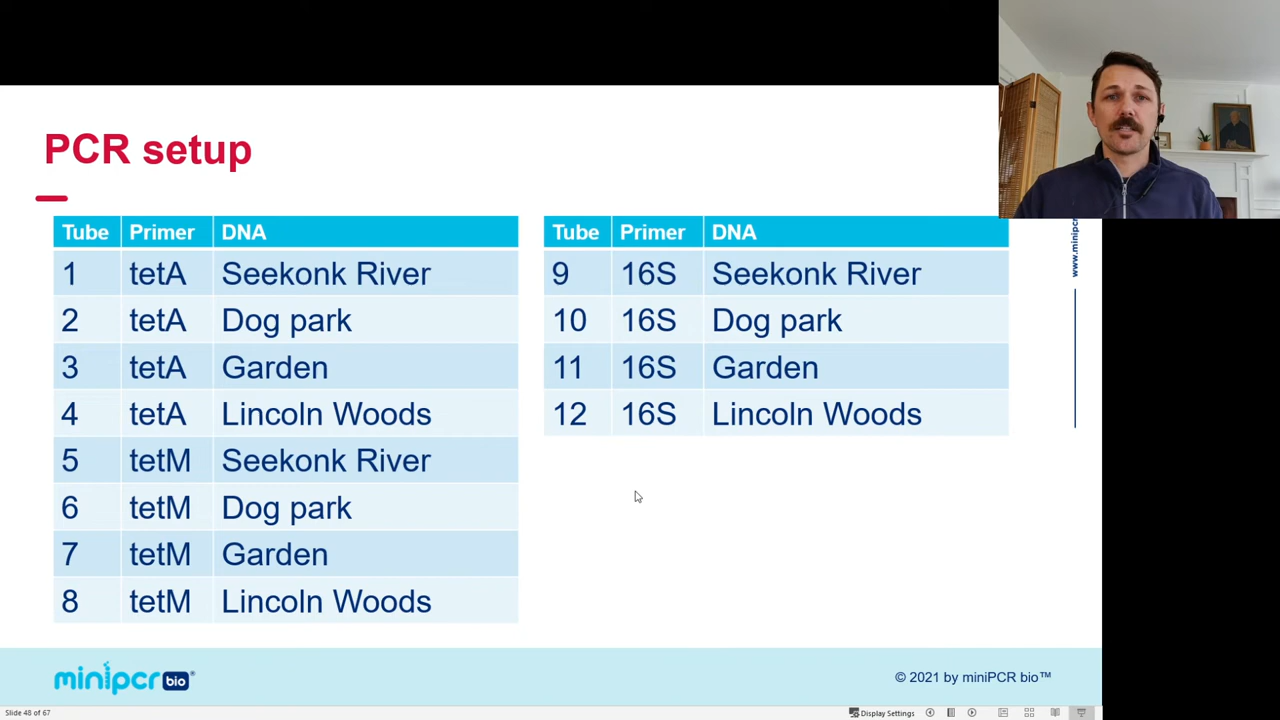 PCR setup
Tube Primer DNA
1 tetA Seekonk River
2 tetA Dog park
3 tetA Garden
4 tetA Lincoln Woods
5 tetM Seekonk River
6 tetM Dog park
7 tetM Garden
8 tetM Lincoln Woods
Tube Primer DNA
9 16S Seekonk River
10 16S Dog park
11 16S Garden
12 16S Lincoln Woods
www.minipc
minipcr bio
© 2021 by miniPCR bio™
Slide 48 of 67
Display Settings